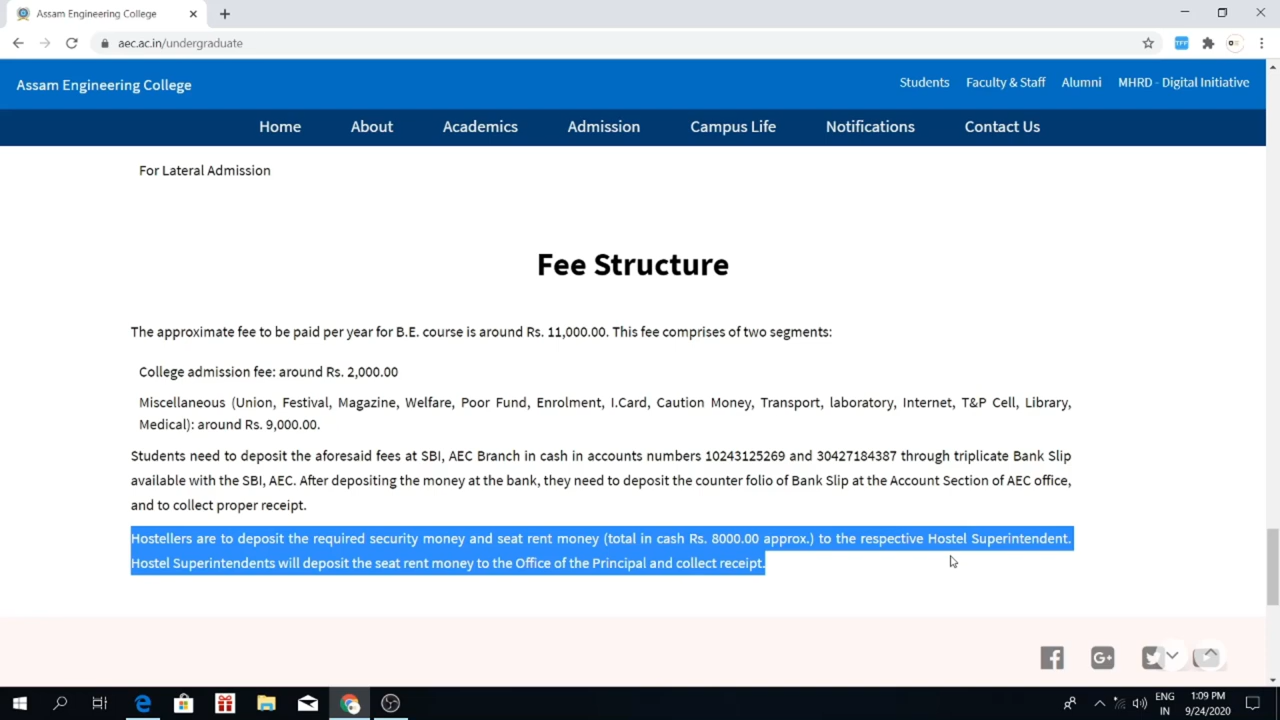 Assam Engineering College
aec.ac.in/undergraduate
Assam Engineering College
Students Faculty & Staff Alumni MHRD - Digital Initiative
Home About Academics Admission Campus Life Notifications Contact Us
For Lateral Admission
Fee Structure
The approximate fee to be paid per year for B.E. course is around Rs. 11,000.00. This fee comprises of two segments:
College admission fee: around Rs. 2,000.00
Miscellaneous (Union, Festival, Magazine, Welfare, Poor Fund, Enrolment, I.Card, Caution Money, Transport, laboratory, Internet, T&P Cell, Library,
Medical): around Rs. 9,000.00.
Students need to deposit the aforesaid fees at SBI, AEC Branch in cash in accounts numbers 10243125269 and 30427184387 through triplicate Bank Slip
available with the SBI, AEC. After depositing the money at the bank, they need to deposit the counter folio of Bank Slip at the Account Section of AEC office,
and to collect proper receipt.
Hostellers are to deposit the required security money and seat rent money (total in cash Rs. 8000.00 approx.) to the respective Hostel Superintendent.
Hostel Superintendents will deposit the seat rent money to the Office of the Principal and collect receipt.
ENG 1:09 PM
IN 9/24/2020